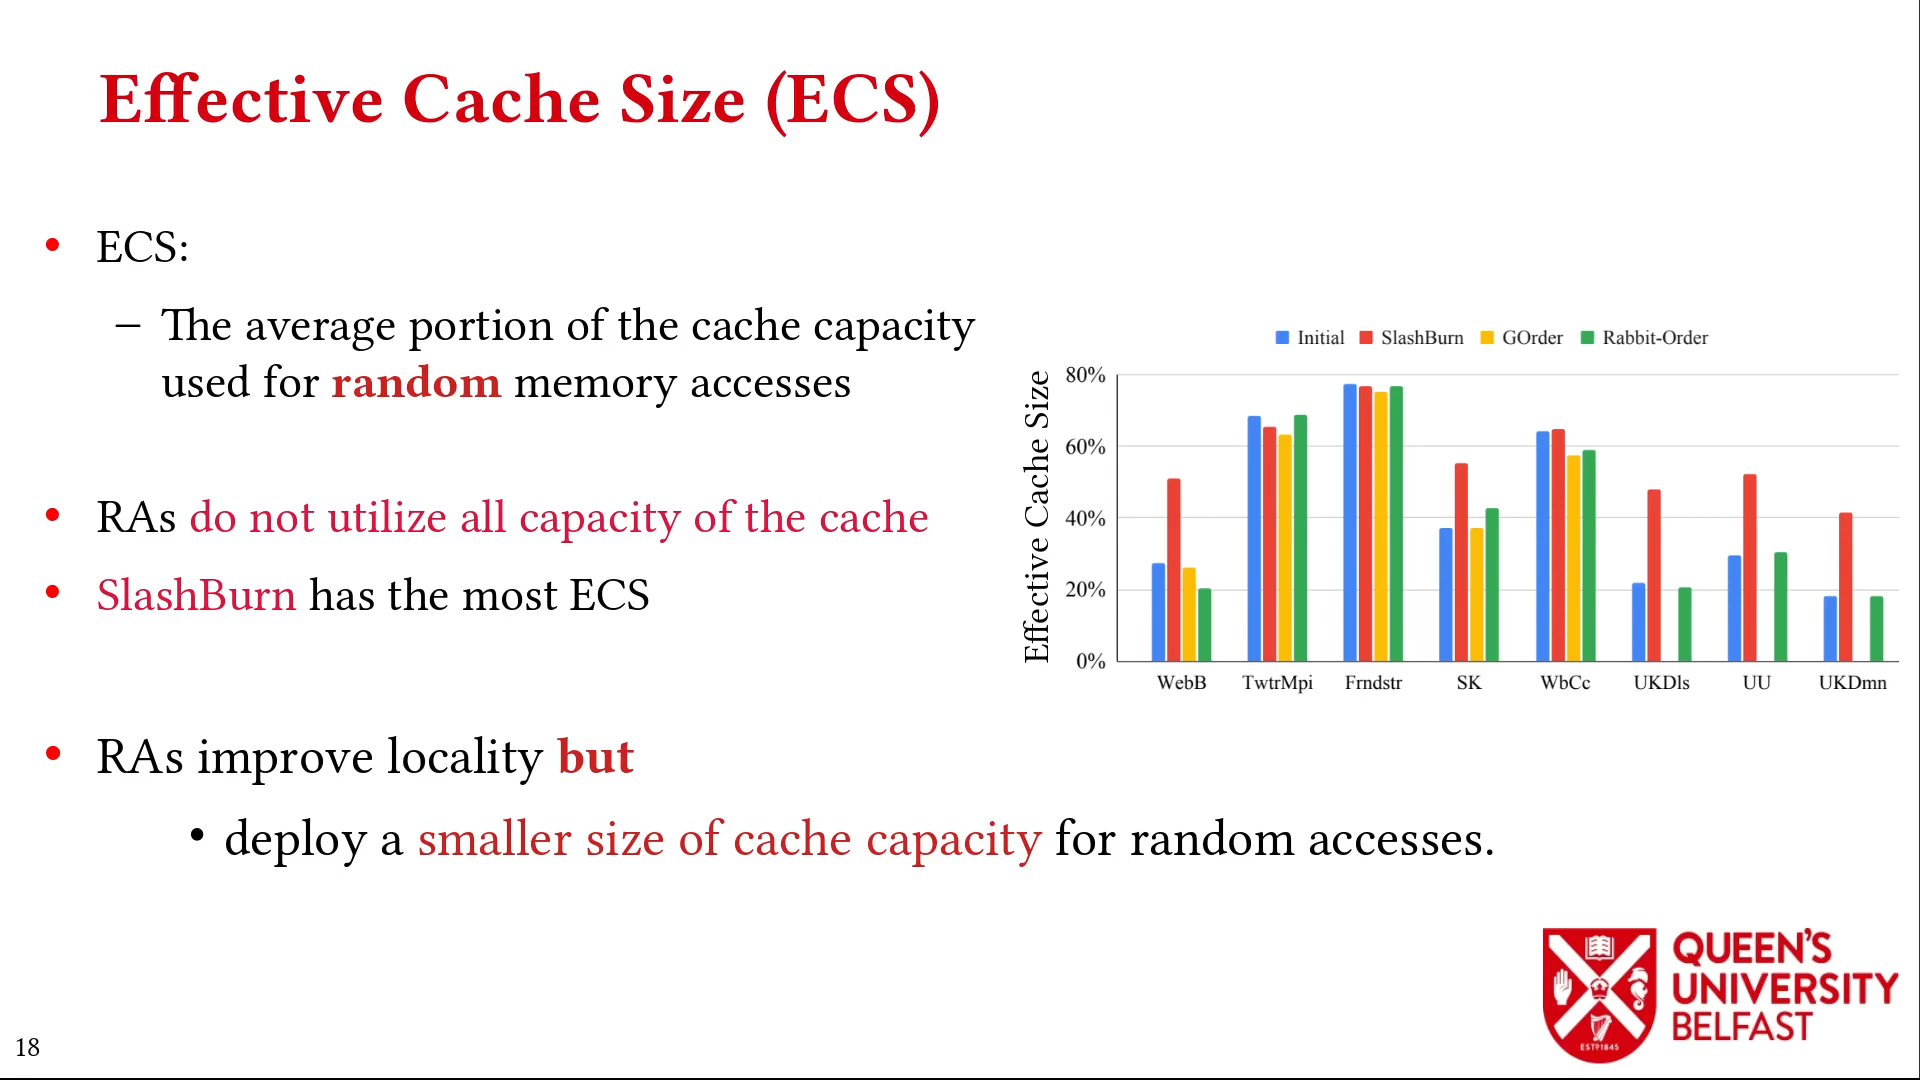 Effective Cache Size (ECS)
• ECS:
– The average portion of the cache capacity
used for random memory accesses
• RAs do not utilize all capacity of the cache
• SlashBurn has the most ECS
• RAs improve locality but
• deploy a smaller size of cache capacity for random accesses.
Initial SlashBurn GOrder Rabbit-Order
Effective Cache Size
80%
60%
40%
20%
0%
WebB TwtrMpi Frndstr SK WbCc UKDls UU UKDmn
QUEEN'S
UNIVERSITY
BELFAST
ESTD1845
18